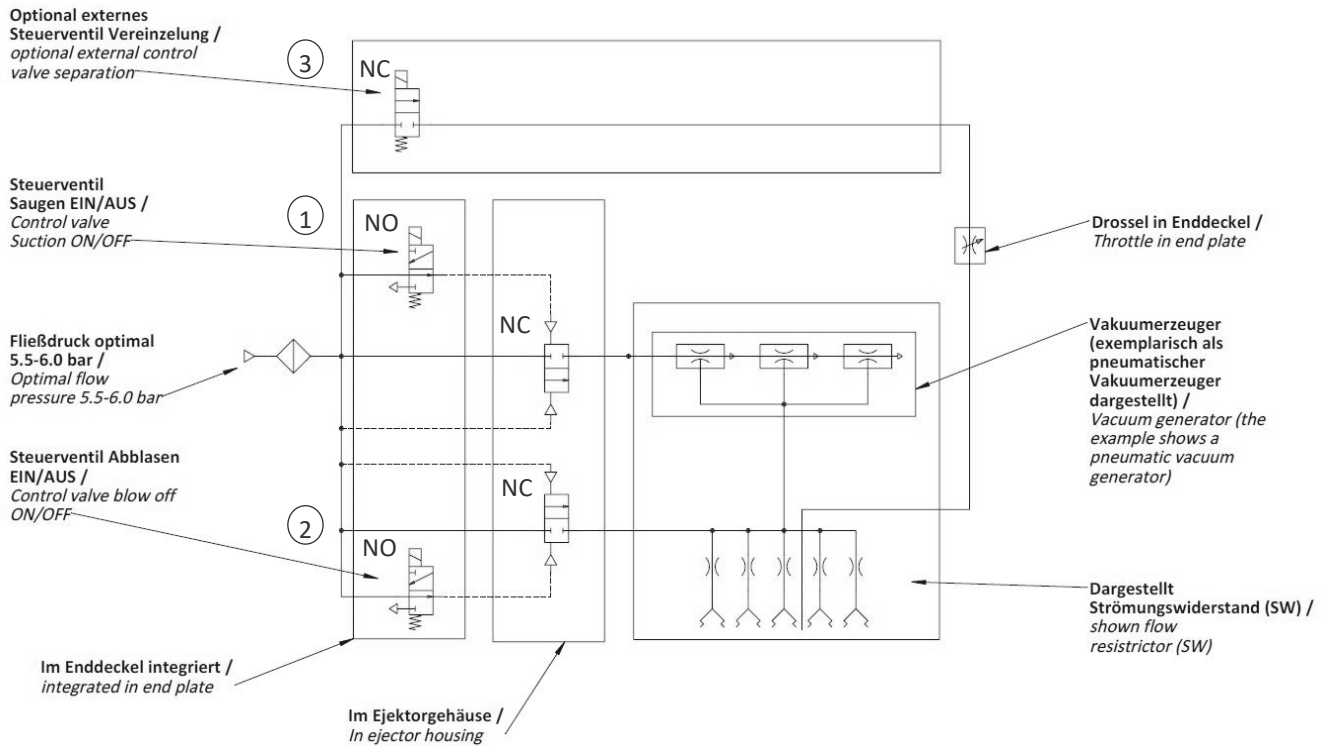 Optional externes
Steuerventil Vereinzelung /
optional external control
valve separation
3
NC
Steuerventil
Saugen EIN/AUS /
Control valve
Suction ON/OFF
1
NO
Drossel in Enddeckel /
Throttle in end plate
NC
Fließdruck optimal
5.5-6.0 bar /
Optimal flow
pressure 5.5-6.0 bar
Vakuumerzeuger
(exemplarisch als
pneumatischer
Vakuumerzeuger
dargestellt) /
Vacuum generator (the
example shows a
pneumatic vacuum
generator)
Steuerventil Abblasen
EIN/AUS /
Control valve blow off
ON/OFF
NC
2
NO
Dargestellt
Strömungswiderstand (SW) /
shown flow
resistrictor (SW)
Im Enddeckel integriert /
integrated in end plate
Im Ejektorgehäuse /
In ejector housing